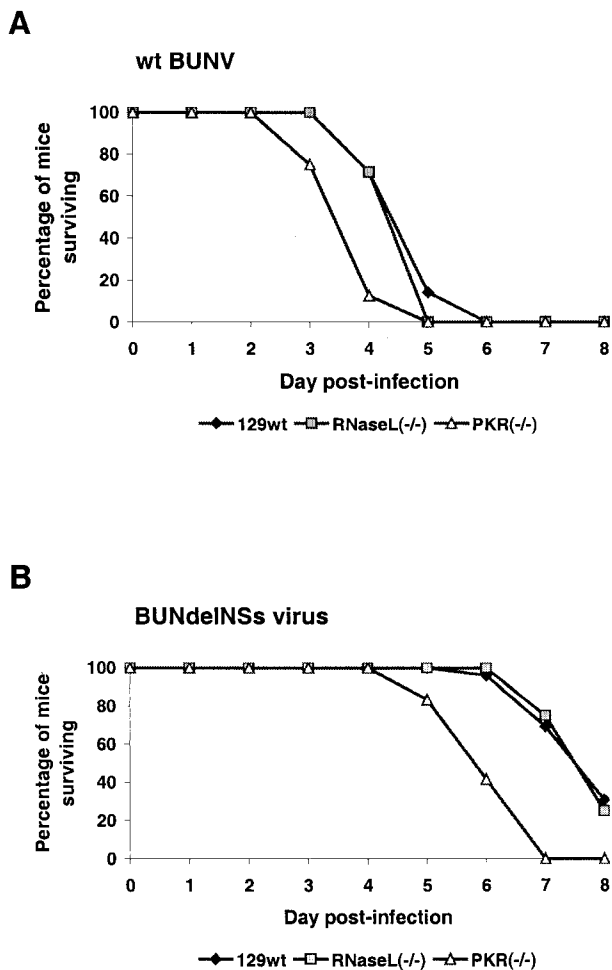 A
wt BUNV
Percentage of mice
surviving
100
80
60
40
20
0
0 1 2 3 4 5 6 7 8
Day post-infection
129wt RNaseL(-/-) PKR(-/-)
B
BUNdelNSs virus
Percentage of mice
surviving
100
80
60
40
20
0
0 1 2 3 4 5 6 7 8
Day post-infection
129wt RNaseL(-/-) PKR(-/-)